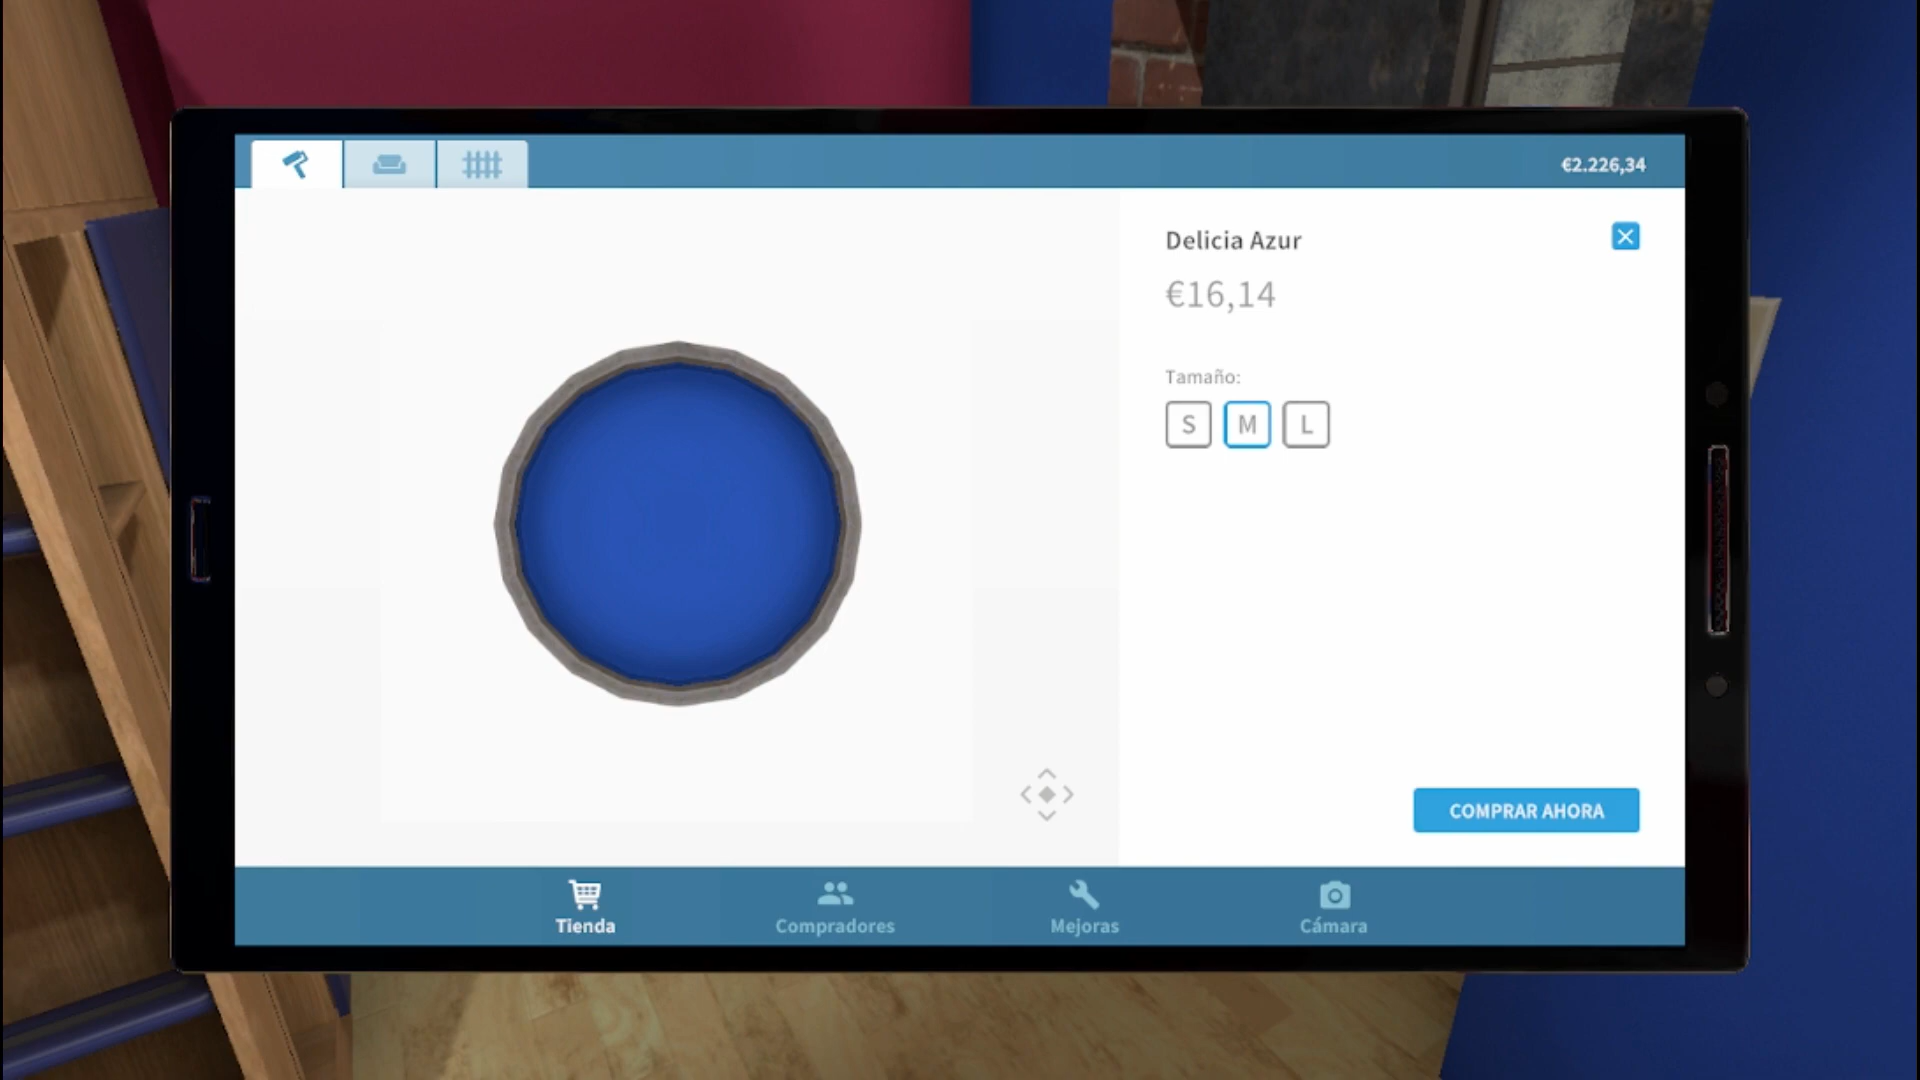 €2.226,34
Delicia Azur
€16,14
Tamaño:
S M L
COMPRAR AHORA
Tienda Compradores Mejoras Cámara